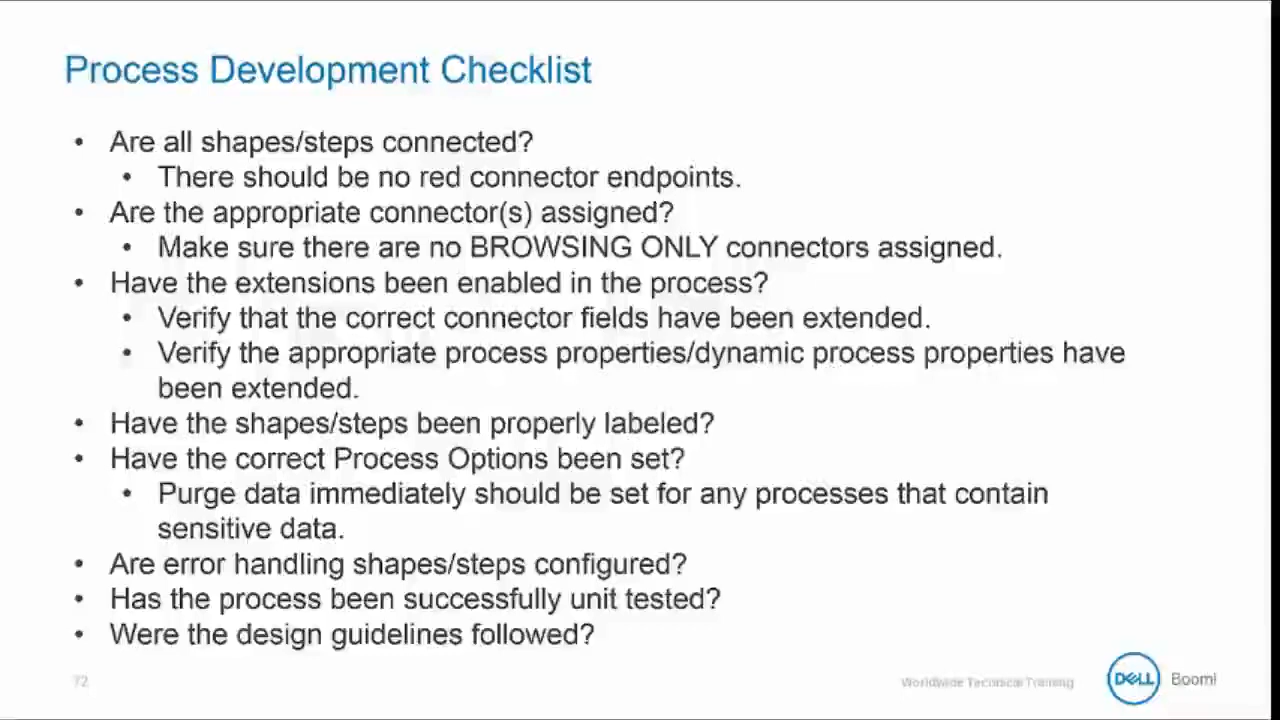 Process Development Checklist
• Are all shapes/steps connected?
• There should be no red connector endpoints.
• Are the appropriate connector(s) assigned?
• Make sure there are no BROWSING ONLY connectors assigned.
• Have the extensions been enabled in the process?
• Verify that the correct connector fields have been extended.
• Verify the appropriate process properties/dynamic process properties have
been extended.
• Have the shapes/steps been properly labeled?
• Have the correct Process Options been set?
• Purge data immediately should be set for any processes that contain
sensitive data.
• Are error handling shapes/steps configured?
• Has the process been successfully unit tested?
• Were the design guidelines followed?
72
Worldwide Technical Training
DELL
Boomi